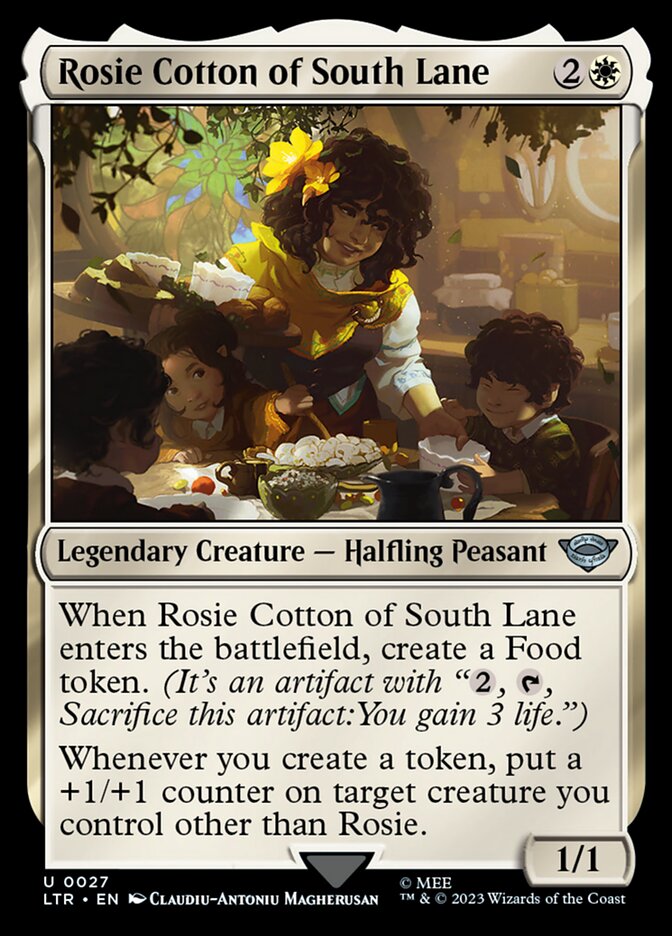 Rosie Cotton of South Lane 2
Legendary Creature — Halfling Peasant
When Rosie Cotton of South Lane
enters the battlefield, create a Food
token. (It's an artifact with “2, ,
Sacrifice this artifact:You gain 3 life.”)
Whenever you create a token, put a
+1/+1 counter on target creature you
control other than Rosie.
1/1
U 0027
LTR • EN Claudiu-Antoniu Magherusan
© MEE
™ & © 2023 Wizards of the Coast